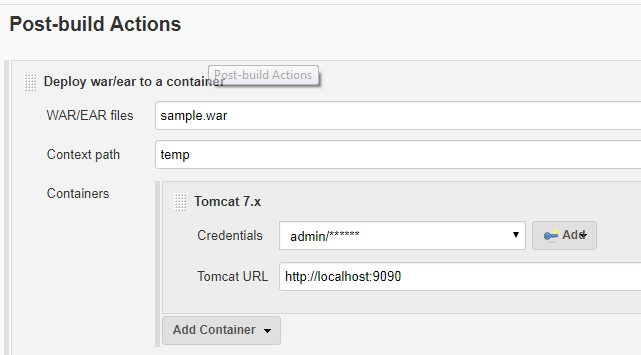 Post-build Actions
Post-build Actions
Deploy war/ear to a container
WAR/EAR files sample.war
Context path temp
Containers
Tomcat 7.x
Credentials admin/****** Add
Tomcat URL http://localhost:9090
Add Container